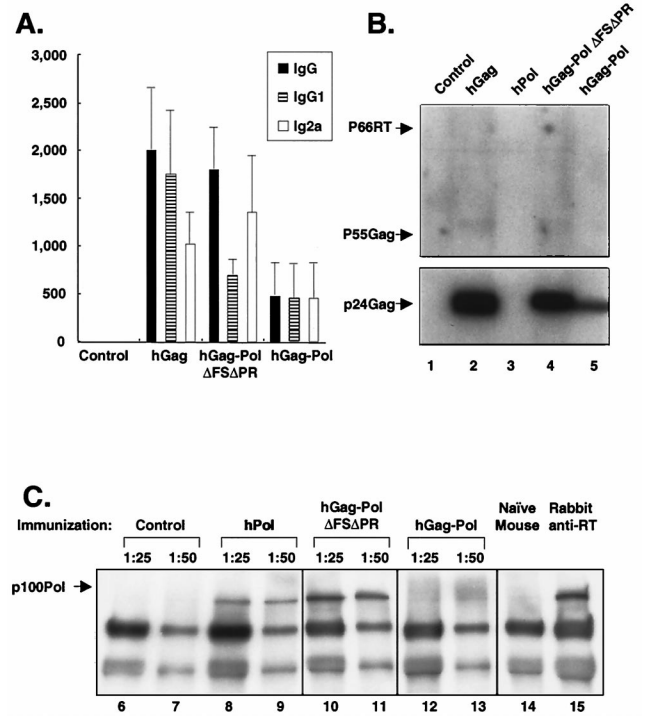 A.
3,000
2,500
2,000
1,500
1,000
500
0
IgG
IgG1
Ig2a
Control hGag hGag-Pol hGag-Pol
ΔFSΔPR
B.
Control
hGag
hPol
hGag-Pol ΔFSΔPR
hGag-Pol
P66RT
P55Gag
p24Gag
1 2 3 4 5
C.
hGag-Pol Naïve Rabbit
Immunization: Control hPol ΔFSΔPR hGag-Pol Mouse anti-RT
1:25 1:50 1:25 1:50 1:25 1:50 1:25 1:50
p100Pol
6 7 8 9 10 11 12 13 14 15